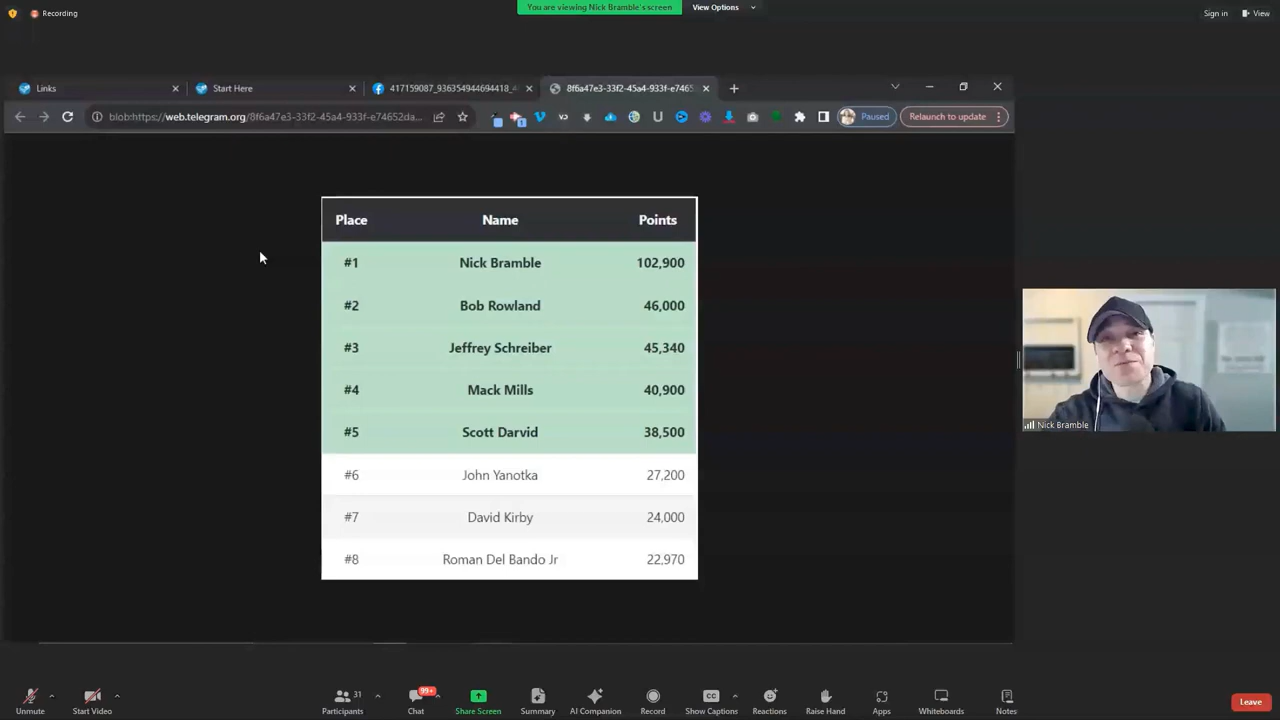 Recording
You are viewing Nick Bramble's screen
View Options
Sign in
View
Links
Start Here
417159087_936354944694418_4
8f6a47e3-33f2-45a4-933f-e7465
blob:https://web.telegram.org/8f6a47e3-33f2-45a4-933f-e74652da...
Paused
Relaunch to update
Place Name Points
#1 Nick Bramble 102,900
#2 Bob Rowland 46,000
#3 Jeffrey Schreiber 45,340
#4 Mack Mills 40,900
#5 Scott Darvid 38,500
#6 John Yanotka 27,200
#7 David Kirby 24,000
#8 Roman Del Bando Jr 22,970
Nick Bramble
Unmute
Start Video
Participants
31
Chat
99+
Share Screen
Summary
AI Companion
Record
Show Captions
Reactions
Raise Hand
Apps
Whiteboards
Notes
Leave